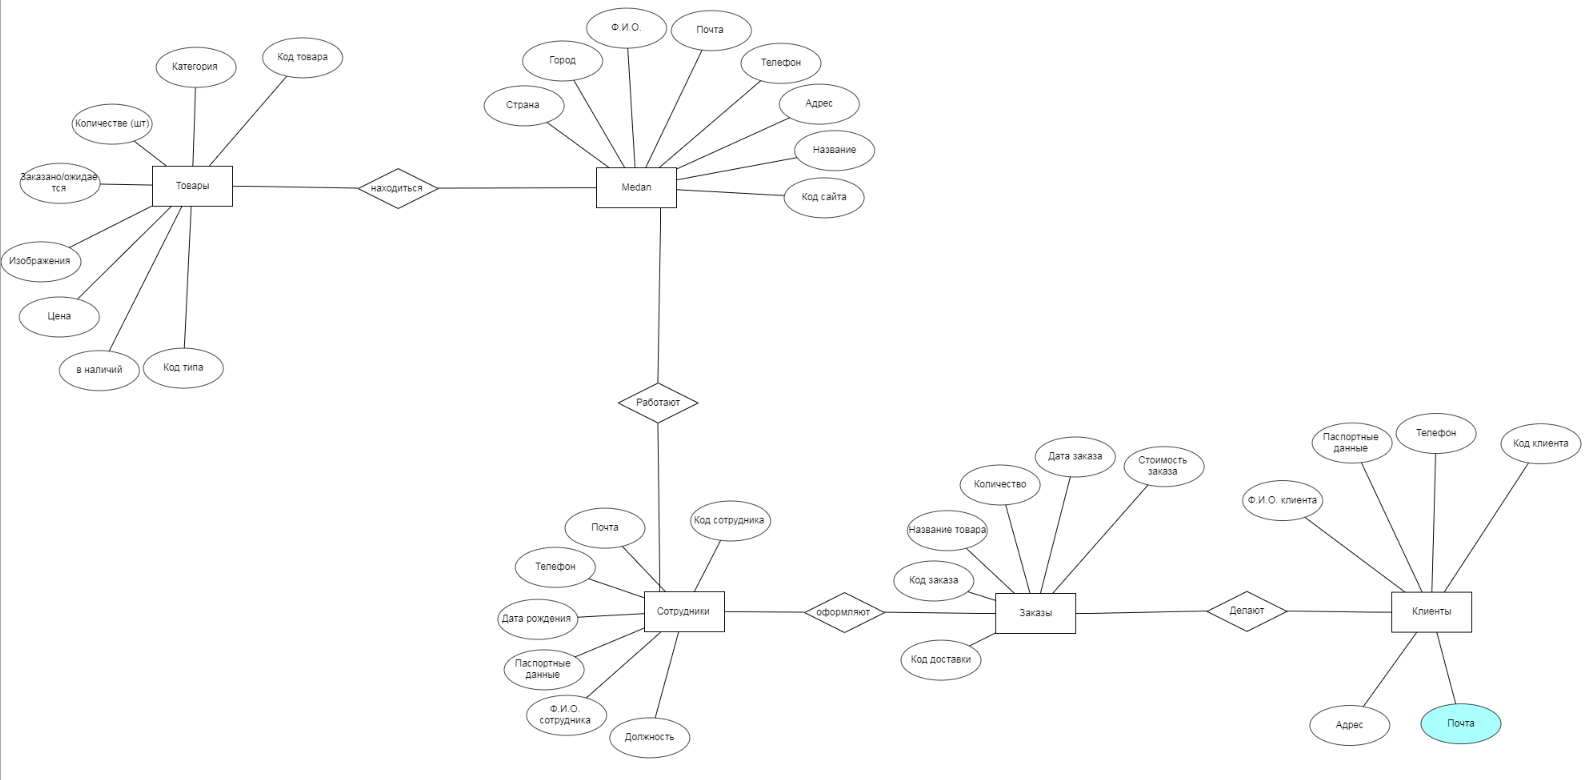 Ф.И.О.
Почта
Код товара
Город
Телефон
Категория
Страна
Адрес
Количестве (шт)
Название
Заказано/ожидае
тся
Товары
находиться
Medan
Код сайта
Изображения
Цена
в наличий
Код типа
Работают
Паспортные
данные
Телефон
Код клиента
Дата заказа
Стоимость
заказа
Количество
Ф.И.О. клиента
Почта
Код сотрудника
Название товара
Телефон
Код заказа
Дата рождения
Сотрудники
оформляют
Заказы
Делают
Клиенты
Паспортные
данные
Код доставки
Ф.И.О.
сотрудника
Должность
Адрес
Почта